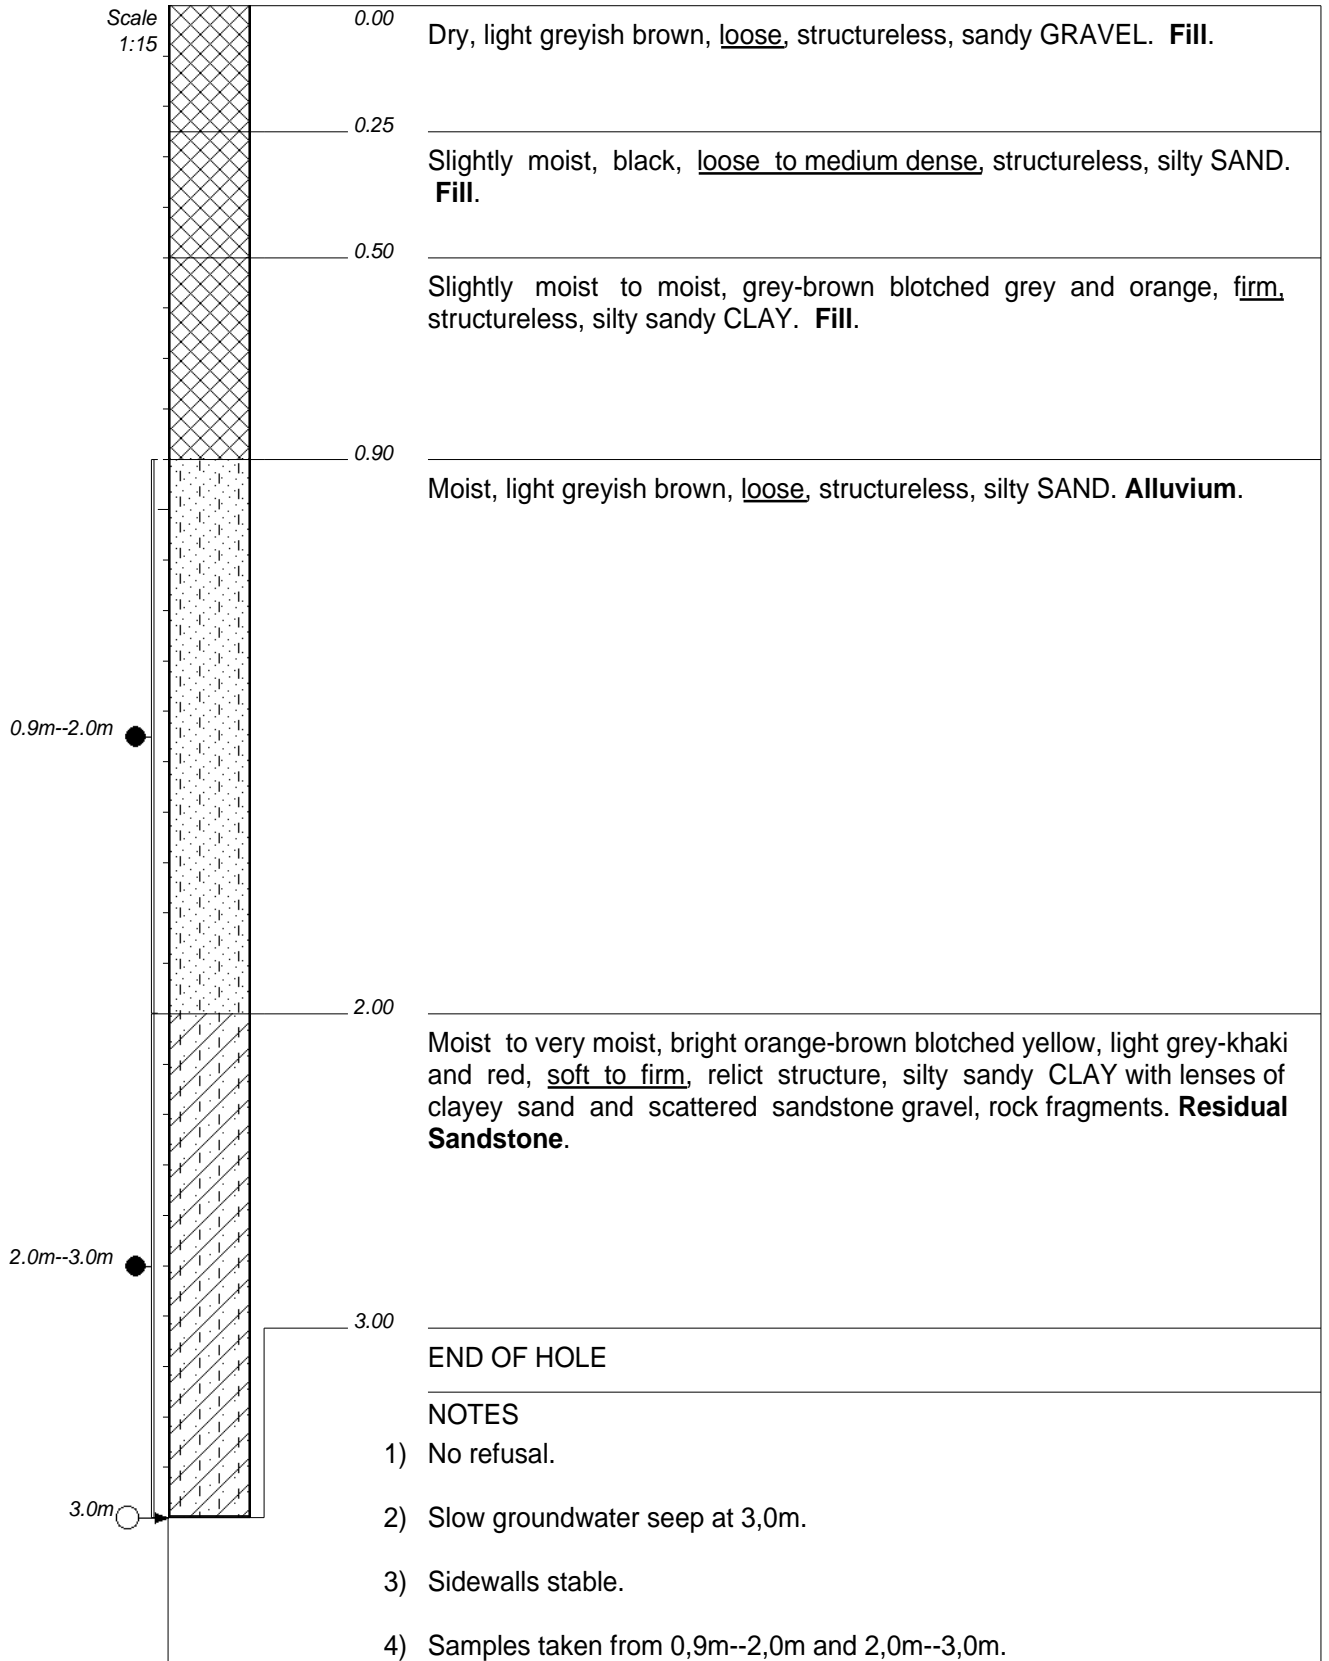 Scale
1:15
0.00
Dry, light greyish brown, loose, structureless, sandy GRAVEL. Fill.
0.25
Slightly moist, black, loose to medium dense, structureless, silty SAND.
Fill.
0.50
Slightly moist to moist, grey-brown blotched grey and orange, firm,
structureless, silty sandy CLAY. Fill.
0.90
Moist, light greyish brown, loose, structureless, silty SAND. Alluvium.
0.9m--2.0m
2.00
Moist to very moist, bright orange-brown blotched yellow, light grey-khaki
and red, soft to firm, relict structure, silty sandy CLAY with lenses of
clayey sand and scattered sandstone gravel, rock fragments. Residual
Sandstone.
2.0m--3.0m
3.00
END OF HOLE
NOTES
1) No refusal.
3.0m
2) Slow groundwater seep at 3,0m.
3) Sidewalls stable.
4) Samples taken from 0,9m--2,0m and 2,0m--3,0m.